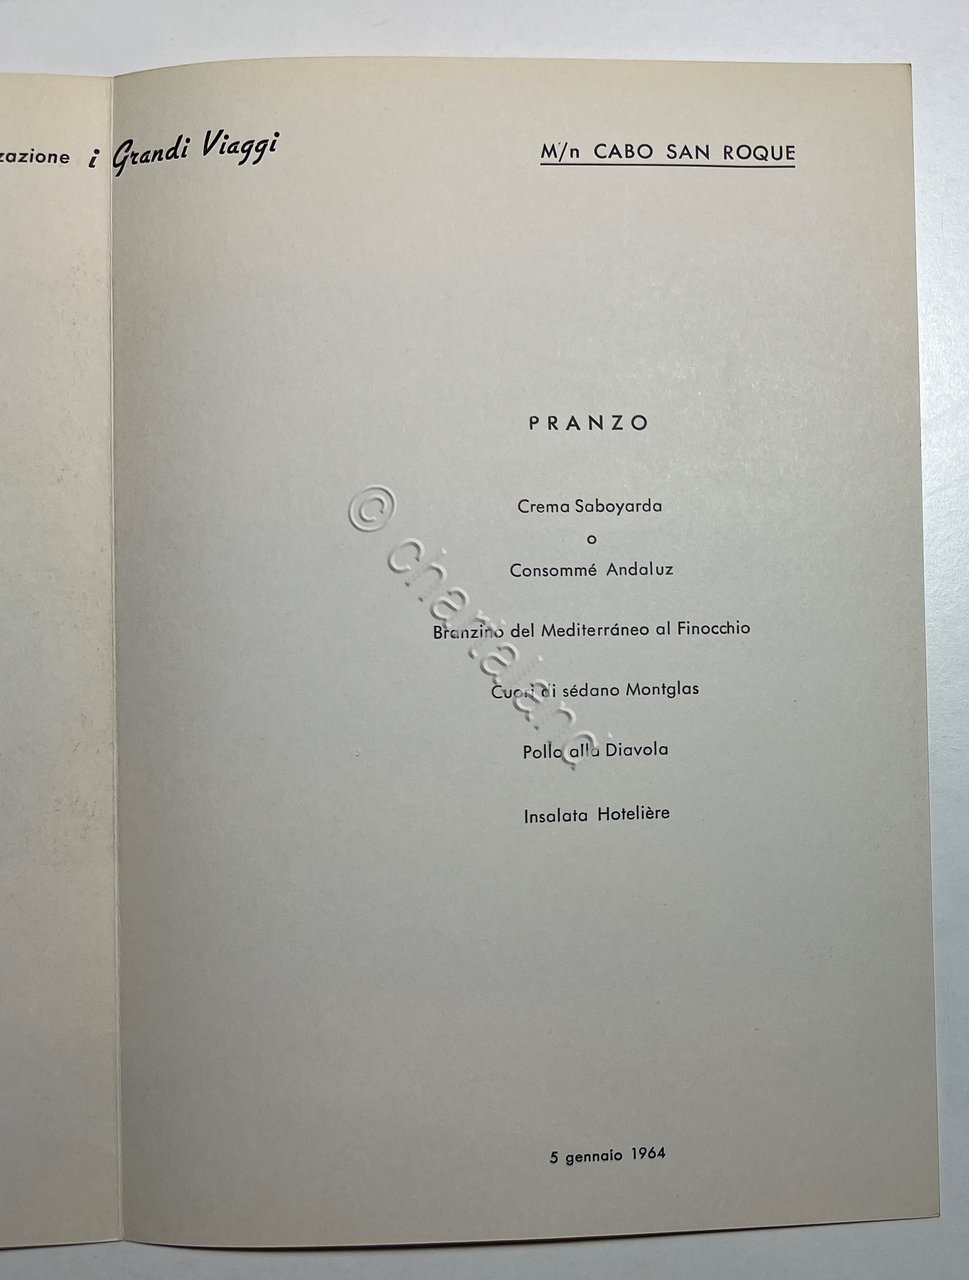 zazione i Grandi Viaggi
M/n CABO SAN ROQUE
PRANZO
Crema Saboyarda
o
Consommé Andaluz
Branzino del Mediterráneo al Finocchio
Cuori di sédano Montglas
Pollo alla Diavola
Insalata Hotelière
5 gennaio 1964
© chartaland